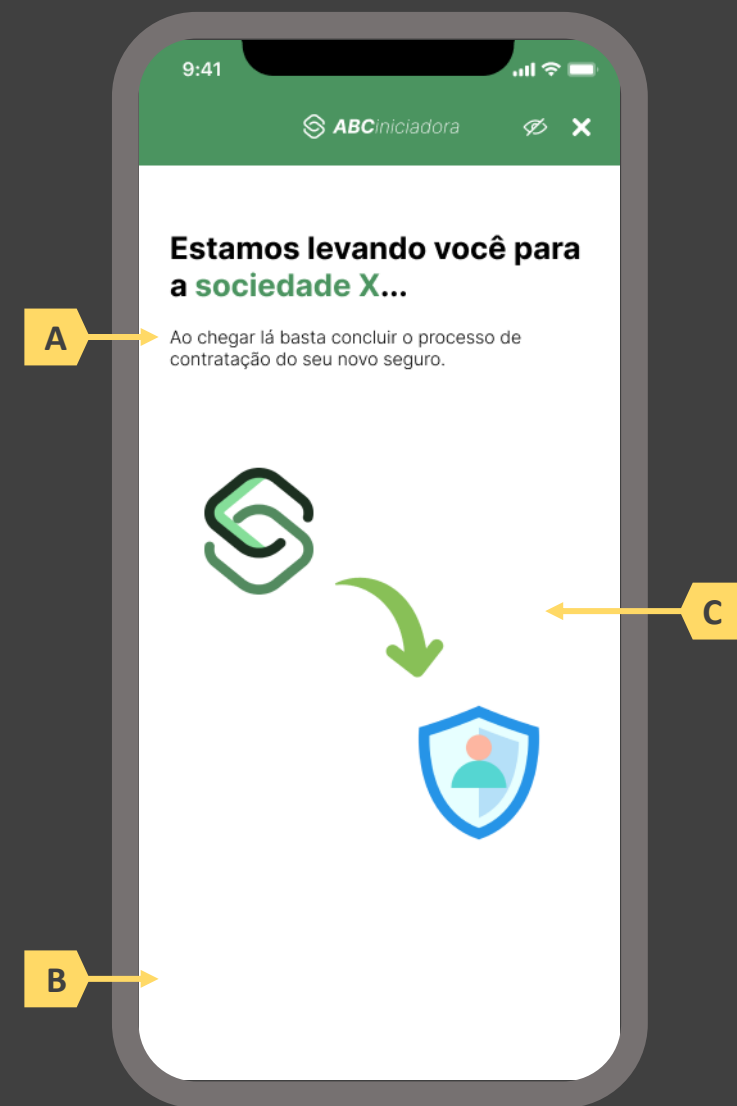 9:41
ABCiniciadora
Estamos levando você para
a sociedade X...
A
Ao chegar lá basta concluir o processo de
contratação do seu novo seguro.
C
B